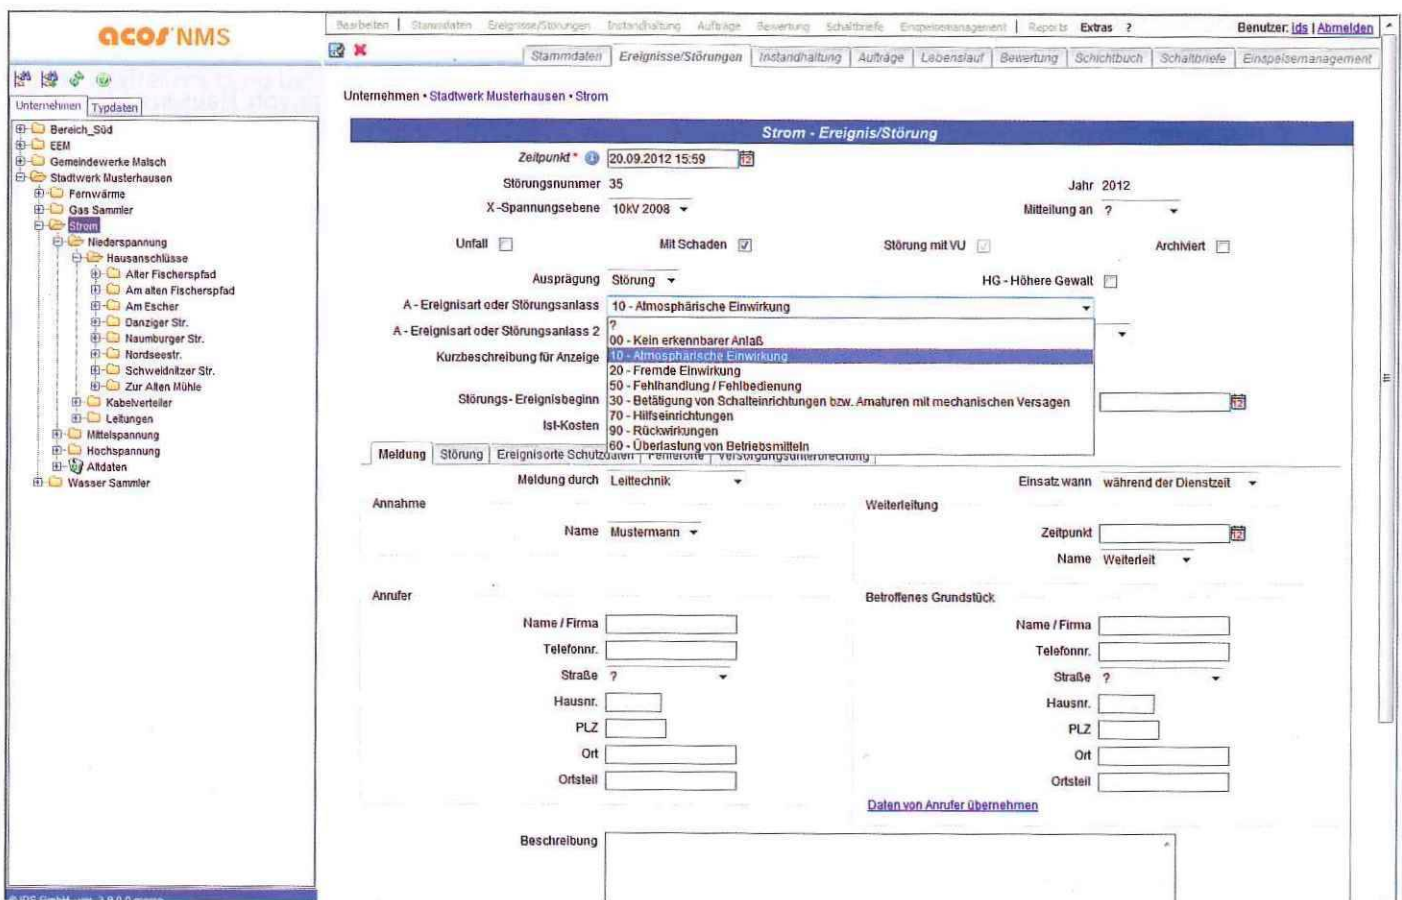 acos NMS
Bearbeiten | Stammdaten Ereignisse/Störungen Instandhaltung Aufträge Bewertung Schaltbriefe Einspeisemanagement | Reports Extras ?
Benutzer: ids | Abmelden
Stammdaten Ereignisse/Störungen Instandhaltung Aufträge Lebenslauf Bewertung Schichtbuch Schaltbriefe Einspeisemanagement
Unternehmen Typdaten
Bereich_Süd
EEM
Gemeindewerke Malsch
Stadtwerk Musterhausen
Fernwärme
Gas Sammler
Strom
Niederspannung
Hausanschlüsse
Alter Fischerspfad
Am alten Fischerspfad
Am Escher
Danziger Str.
Naumburger Str.
Nordseestr.
Schweidnitzer Str.
Zur Alten Mühle
Kabelverteiler
Leitungen
Mittelspannung
Hochspannung
Altdaten
Wasser Sammler
Unternehmen • Stadtwerk Musterhausen • Strom
Strom - Ereignis/Störung
Zeitpunkt * 20.09.2012 15:59
Störungsnummer 35
Jahr 2012
X-Spannungsebene 10kV 2008
Mitteilung an ?
Unfall Mit Schaden Störung mit VU Archiviert
Ausprägung Störung
HG - Höhere Gewalt
A - Ereignisart oder Störungsanlass 10 - Atmosphärische Einwirkung
A - Ereignisart oder Störungsanlass 2
Kurzbeschreibung für Anzeige
Störungs- Ereignisbeginn
Ist-Kosten
?
00 - Kein erkennbarer Anlaß
10 - Atmosphärische Einwirkung
20 - Fremde Einwirkung
50 - Fehlhandlung / Fehlbedienung
30 - Betätigung von Schalteinrichtungen bzw. Amaturen mit mechanischen Versagen
70 - Hilfseinrichtungen
90 - Rückwirkungen
60 - Überlastung von Betriebsmitteln
Meldung Störung Ereignisorte Schutzdaten Fehlerorte Versorgungsunterbrechung
Meldung durch Leittechnik
Einsatz wann während der Dienstzeit
Annahme
Name Mustermann
Weiterleitung
Zeitpunkt
Name Weiterleit
Anrufer
Name / Firma
Telefonnr.
Straße ?
Hausnr.
PLZ
Ort
Ortsteil
Betroffenes Grundstück
Name / Firma
Telefonnr.
Straße ?
Hausnr.
PLZ
Ort
Ortsteil
Daten von Anrufer übernehmen
Beschreibung